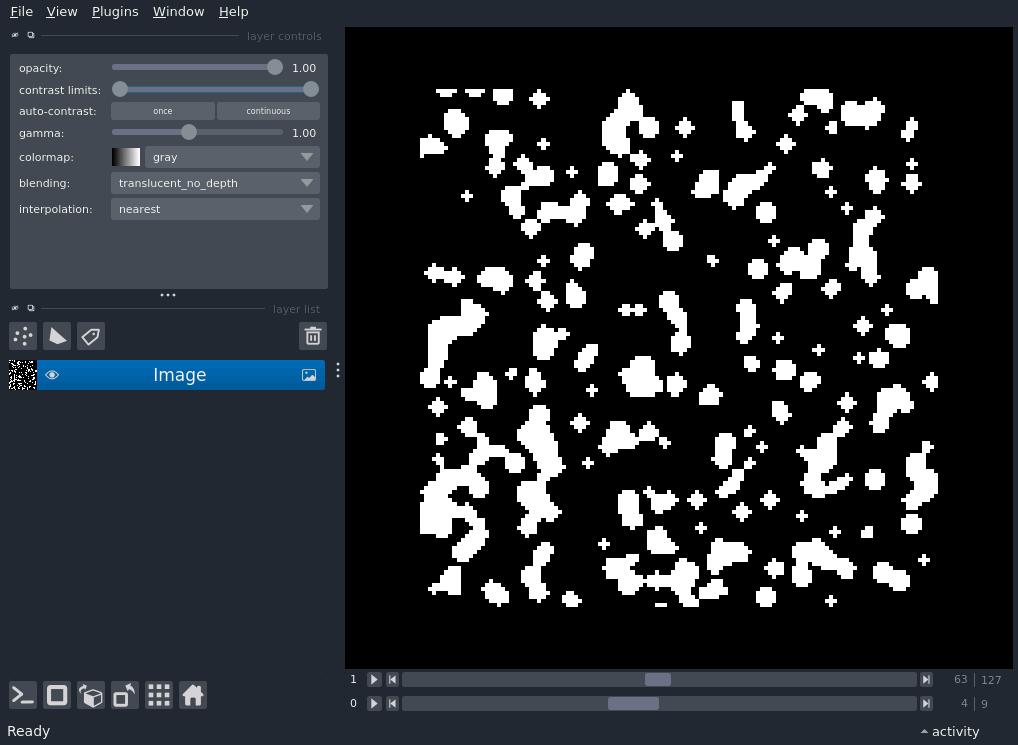 File View Plugins Window Help
layer controls
opacity: 1.00
contrast limits:
auto-contrast: once continuous
gamma: 1.00
colormap: gray
blending: translucent_no_depth
interpolation: nearest
layer list
Image
1 63 127
0 4 9
Ready activity